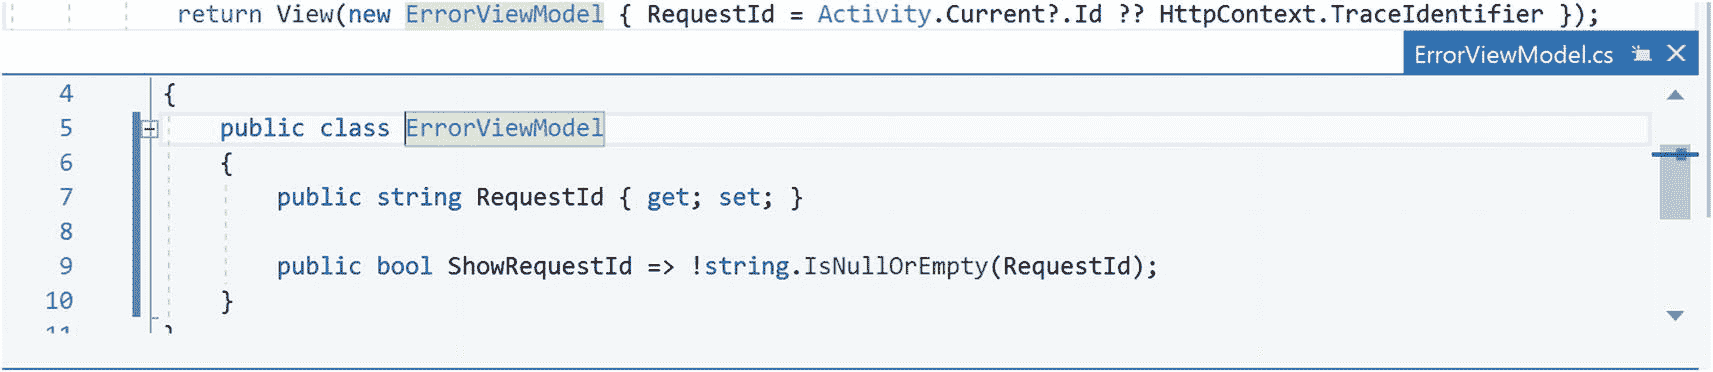 return View(new ErrorViewModel { RequestId = Activity.Current?.Id ?? HttpContext.TraceIdentifier });
ErrorViewModel.cs
4 {
5 public class ErrorViewModel
6 {
7 public string RequestId { get; set; }
8
9 public bool ShowRequestId => !string.IsNullOrEmpty(RequestId);
10 }
11 }